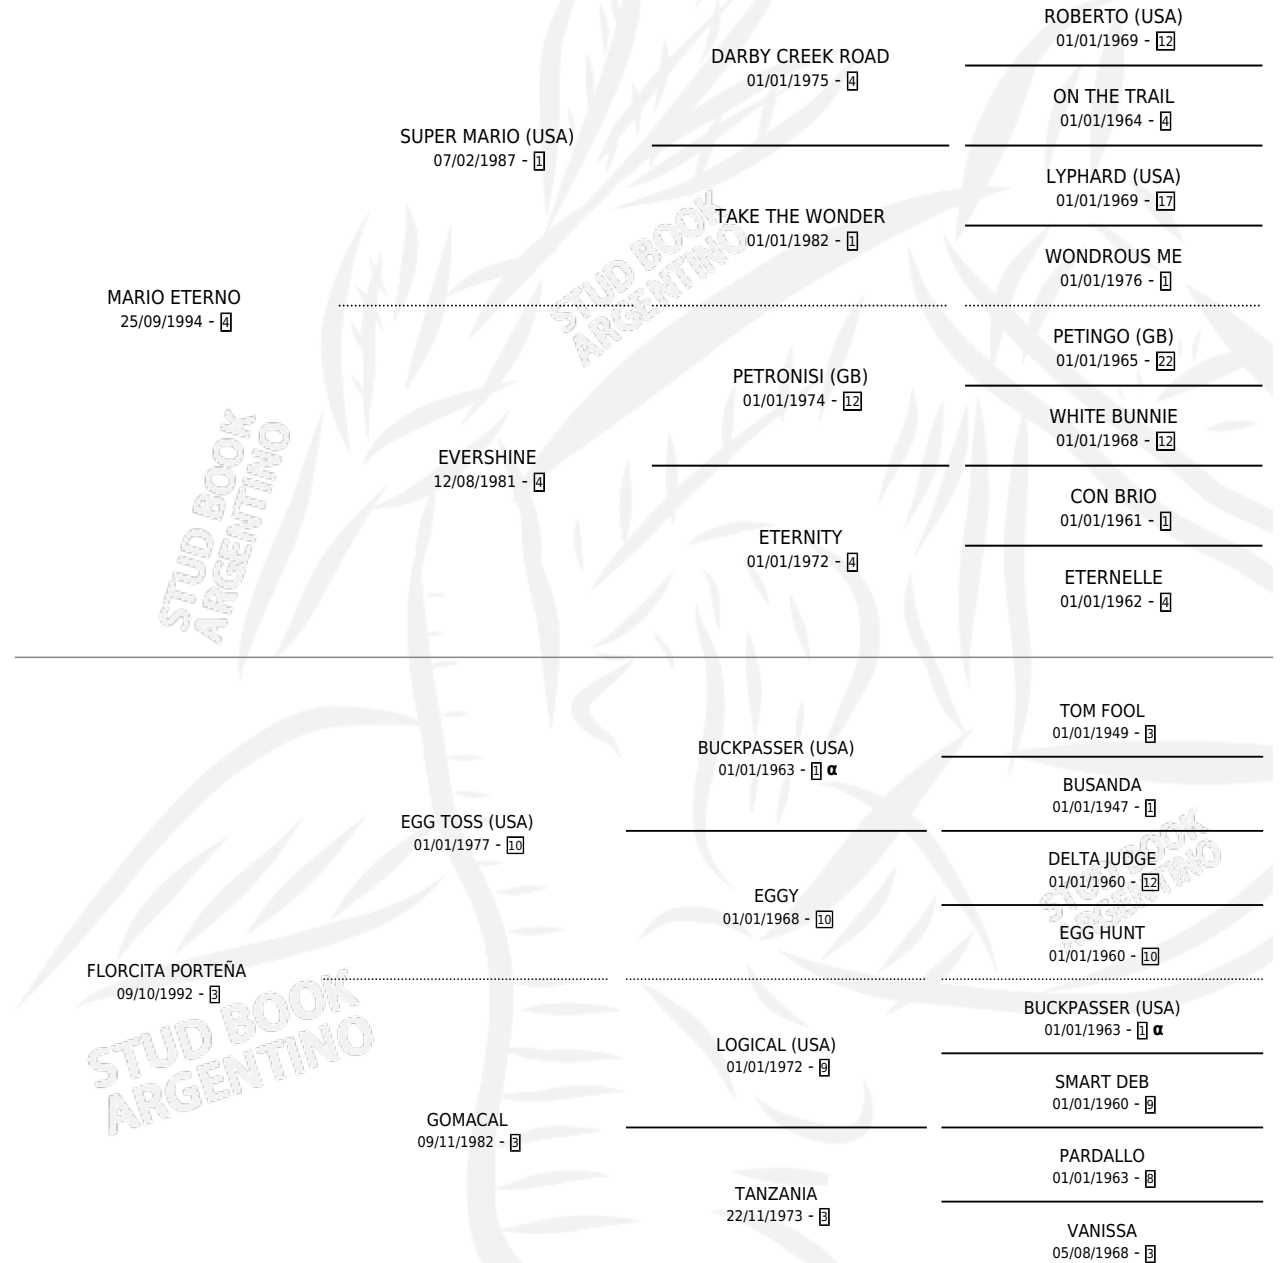 ROBERTO (USA)
01/01/1969 - 12
DARBY CREEK ROAD
01/01/1975 - 4
ON THE TRAIL
01/01/1964 - 4
SUPER MARIO (USA)
07/02/1987 - 1
LYPHARD (USA)
01/01/1969 - 17
TAKE THE WONDER
01/01/1982 - 1
WONDROUS ME
01/01/1976 - 1
MARIO ETERNO
25/09/1994 - 4
PETINGO (GB)
01/01/1965 - 22
PETRONISI (GB)
01/01/1974 - 12
WHITE BUNNIE
01/01/1968 - 12
EVERSHINE
12/08/1981 - 4
CON BRIO
01/01/1961 - 1
ETERNITY
01/01/1972 - 4
ETERNELLE
01/01/1962 - 4
TOM FOOL
01/01/1949 - 3
BUCKPASSER (USA)
01/01/1963 - 1 α
BUSANDA
01/01/1947 - 1
EGG TOSS (USA)
01/01/1977 - 10
DELTA JUDGE
01/01/1960 - 12
EGGY
01/01/1968 - 10
EGG HUNT
01/01/1960 - 10
FLORCITA PORTEÑA
09/10/1992 - 3
BUCKPASSER (USA)
01/01/1963 - 1 α
LOGICAL (USA)
01/01/1972 - 9
SMART DEB
01/01/1960 - 9
GOMACAL
09/11/1982 - 3
PARDALLO
01/01/1963 - 8
TANZANIA
22/11/1973 - 3
VANISSA
05/08/1968 - 3
STUD BOOK
ARGENTINO
STUD BOOK
ARGENTINO
STUD BOOK
ARGENTINO
STUD BOOK
ARGENTINO